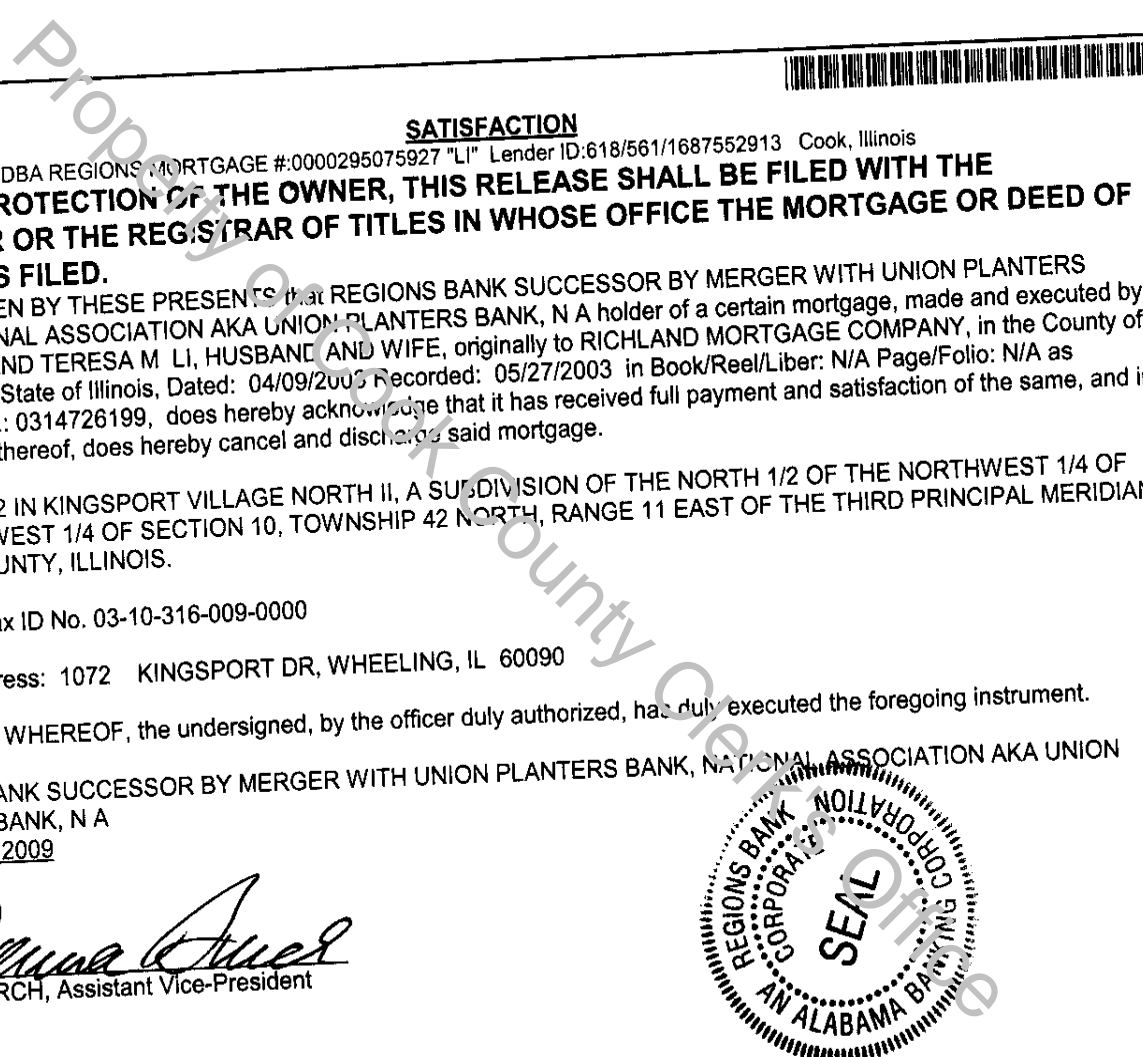 SATISFACTION
DBA REGIONS MORTGAGE #:0000295075927 "LI" Lender ID:618/561/1687552913 Cook, Illinois
ROTECTION OF THE OWNER, THIS RELEASE SHALL BE FILED WITH THE
R OR THE REGISTRAR OF TITLES IN WHOSE OFFICE THE MORTGAGE OR DEED OF
S FILED.
EN BY THESE PRESENTS that REGIONS BANK SUCCESSOR BY MERGER WITH UNION PLANTERS
NAL ASSOCIATION AKA UNION PLANTERS BANK, N A holder of a certain mortgage, made and executed by
ND TERESA M LI, HUSBAND AND WIFE, originally to RICHLAND MORTGAGE COMPANY, in the County of
State of Illinois, Dated: 04/09/2003 Recorded: 05/27/2003 in Book/Reel/Liber: N/A Page/Folio: N/A as
.: 0314726199, does hereby acknowledge that it has received full payment and satisfaction of the same, and i
thereof, does hereby cancel and discharge said mortgage.
2 IN KINGSPORT VILLAGE NORTH II, A SUBDIVISION OF THE NORTH 1/2 OF THE NORTHWEST 1/4 OF
WEST 1/4 OF SECTION 10, TOWNSHIP 42 NORTH, RANGE 11 EAST OF THE THIRD PRINCIPAL MERIDIAN
UNTY, ILLINOIS.
ax ID No. 03-10-316-009-0000
ress: 1072 KINGSPORT DR, WHEELING, IL 60090
WHEREOF, the undersigned, by the officer duly authorized, has duly executed the foregoing instrument.
ANK SUCCESSOR BY MERGER WITH UNION PLANTERS BANK, NATIONAL ASSOCIATION AKA UNION
BANK, N A
2009
RCH, Assistant Vice-President
REGIONS BANK
AN ALABAMA BANKING CORPORATION
CORPORATE
SEAL
Property of Cook County Clerk's Office